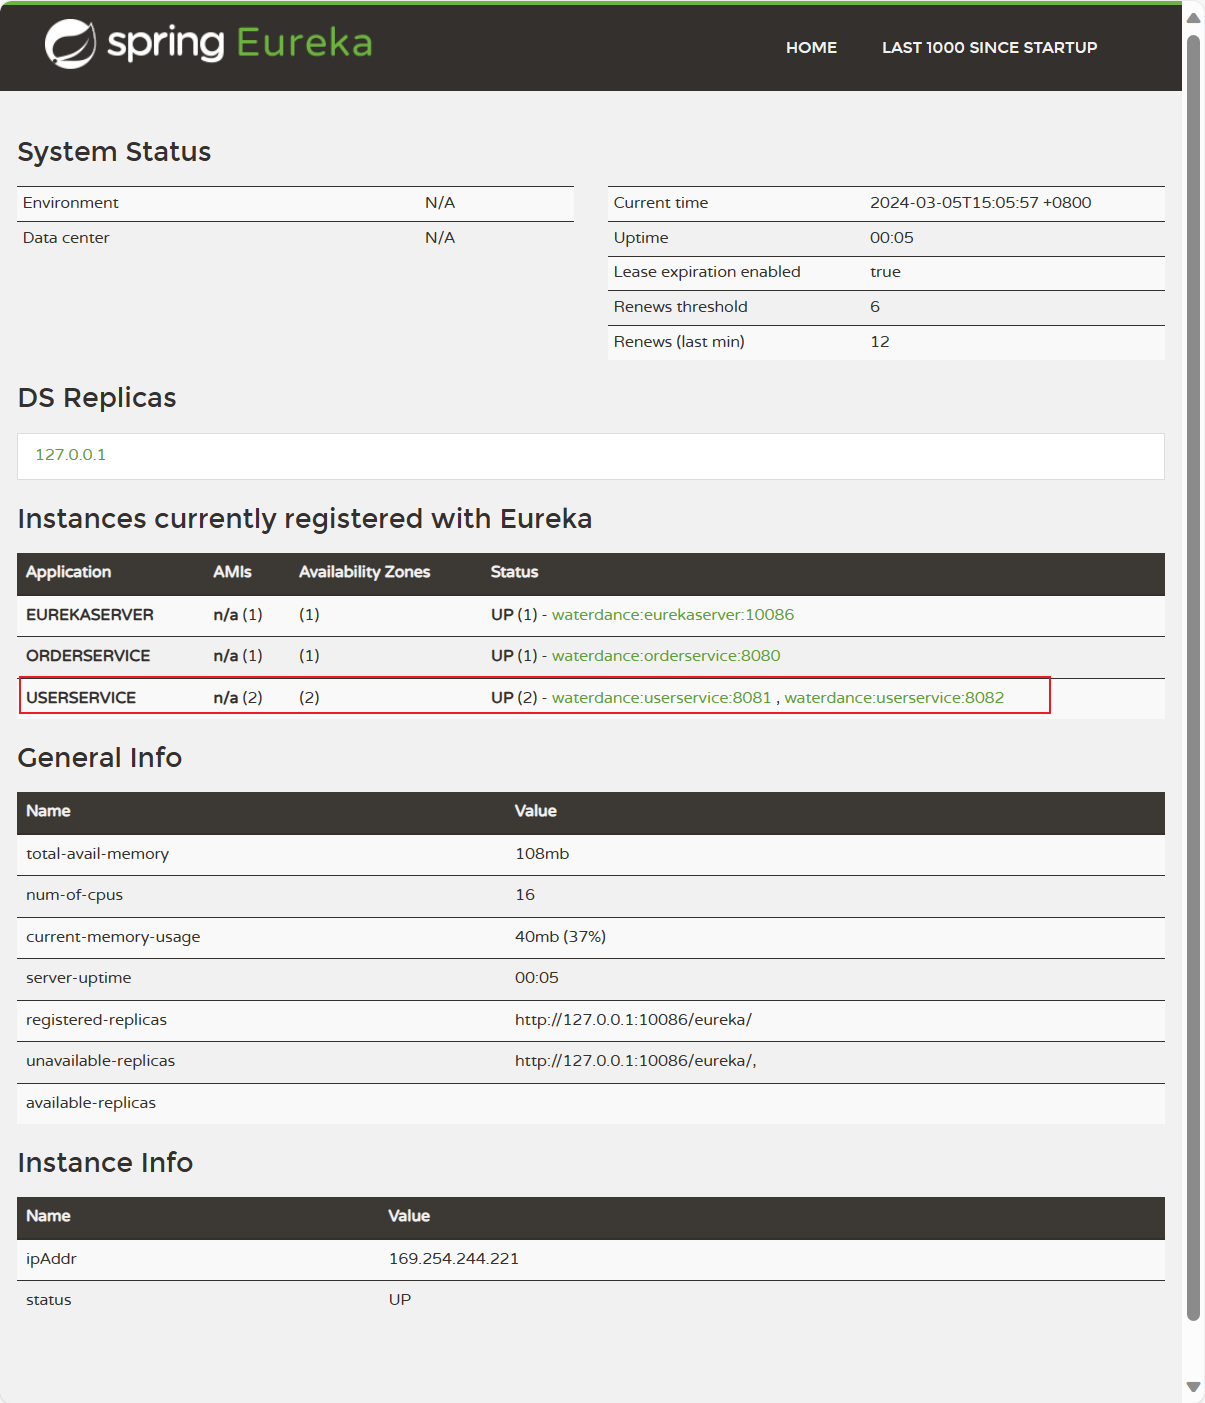 spring Eureka
HOME LAST 1000 SINCE STARTUP
System Status
Environment N/A
Data center N/A
Current time 2024-03-05T15:05:57 +0800
Uptime 00:05
Lease expiration enabled true
Renews threshold 6
Renews (last min) 12
DS Replicas
127.0.0.1
Instances currently registered with Eureka
Application AMIs Availability Zones Status
EUREKASERVER n/a (1) (1) UP (1) - waterdance:eurekaserver:10086
ORDERSERVICE n/a (1) (1) UP (1) - waterdance:orderservice:8080
USERSERVICE n/a (2) (2) UP (2) - waterdance:userservice:8081 , waterdance:userservice:8082
General Info
Name Value
total-avail-memory 108mb
num-of-cpus 16
current-memory-usage 40mb (37%)
server-uptime 00:05
registered-replicas http://127.0.0.1:10086/eureka/
unavailable-replicas http://127.0.0.1:10086/eureka/,
available-replicas
Instance Info
Name Value
ipAddr 169.254.244.221
status UP